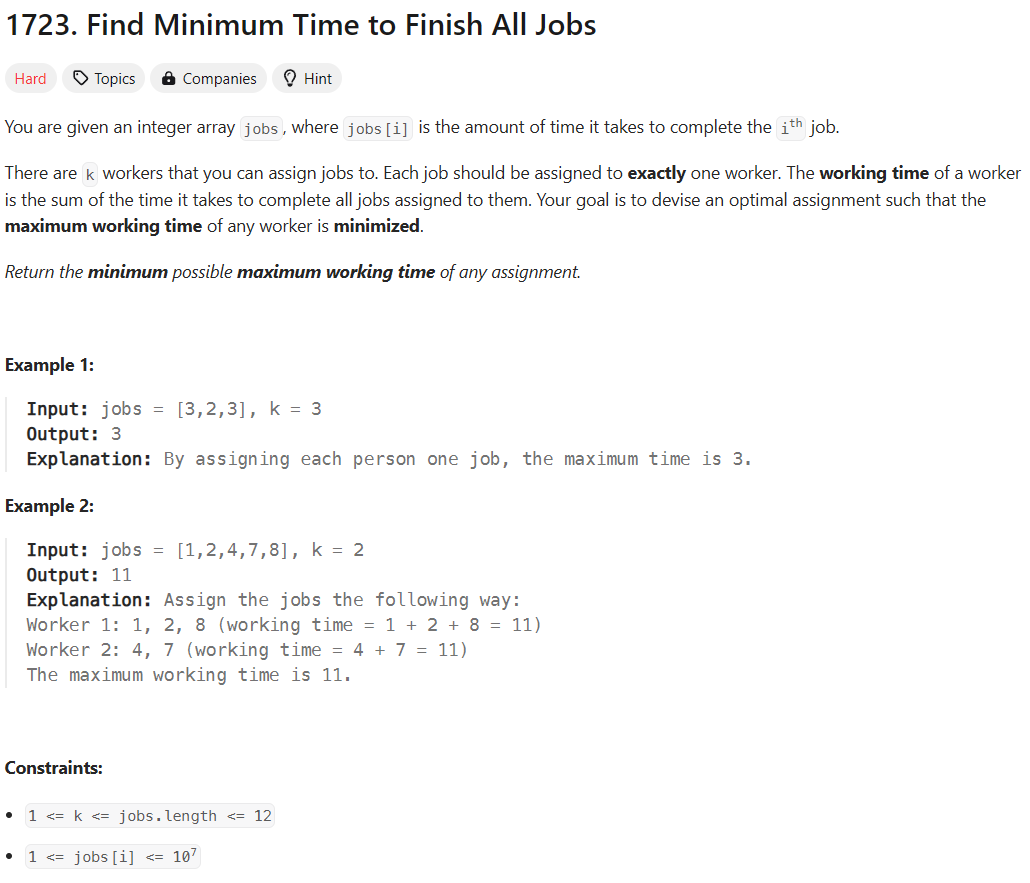 1723. Find Minimum Time to Finish All Jobs
Hard Topics Companies Hint
You are given an integer array jobs, where jobs[i] is the amount of time it takes to complete the ith job.
There are k workers that you can assign jobs to. Each job should be assigned to exactly one worker. The working time of a worker
is the sum of the time it takes to complete all jobs assigned to them. Your goal is to devise an optimal assignment such that the
maximum working time of any worker is minimized.
Return the minimum possible maximum working time of any assignment.
Example 1:
Input: jobs = [3,2,3], k = 3
Output: 3
Explanation: By assigning each person one job, the maximum time is 3.
Example 2:
Input: jobs = [1,2,4,7,8], k = 2
Output: 11
Explanation: Assign the jobs the following way:
Worker 1: 1, 2, 8 (working time = 1 + 2 + 8 = 11)
Worker 2: 4, 7 (working time = 4 + 7 = 11)
The maximum working time is 11.
Constraints:
• 1 <= k <= jobs.length <= 12
• 1 <= jobs[i] <= 10⁷